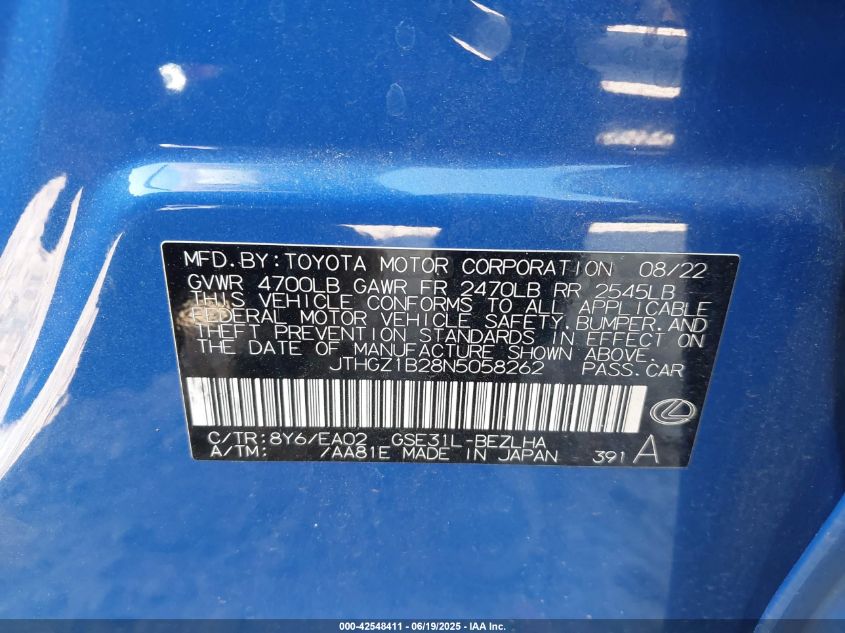 MFD.BY:TOYOTA MOTOR CORPORATION 08/22
GVWR 4700LB GAWR FR 2470LB RR 2545LB
THIS VEHICLE CONFORMS TO ALL APPLICABLE
FEDERAL MOTOR VEHICLE SAFETY,BUMPER,AND
THEFT PREVENTION STANDARDS IN EFFECT ON
THE DATE OF MANUFACTURE SHOWN ABOVE.
JTHGZ1B28N5058262 PASS.CAR
C/TR:8Y6/EA02 GSE31L-BEZLHA
A/TM: /AA81E MADE IN JAPAN 391 A
000-42548411 - 06/19/2025 - IAA Inc.